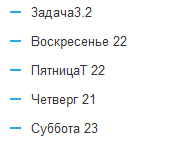 Задача3.2
Воскресенье 22
ПятницаТ 22
Четверг 21
Суббота 23